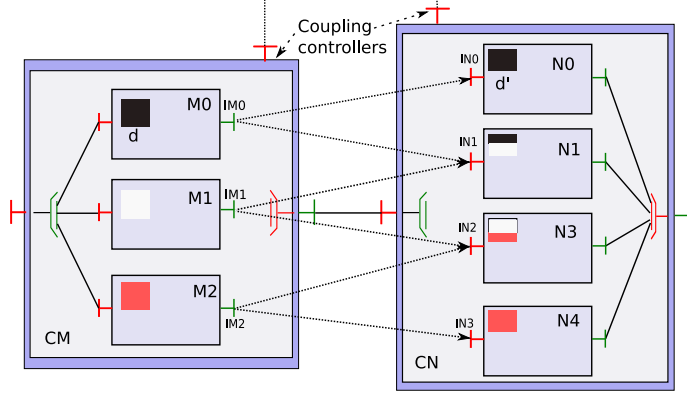 Coupling
controllers
M0
IM0
d
M1
IM1
M2
IM2
CM
IN0
N0
d'
IN1
N1
IN2
N3
IN3
N4
CN